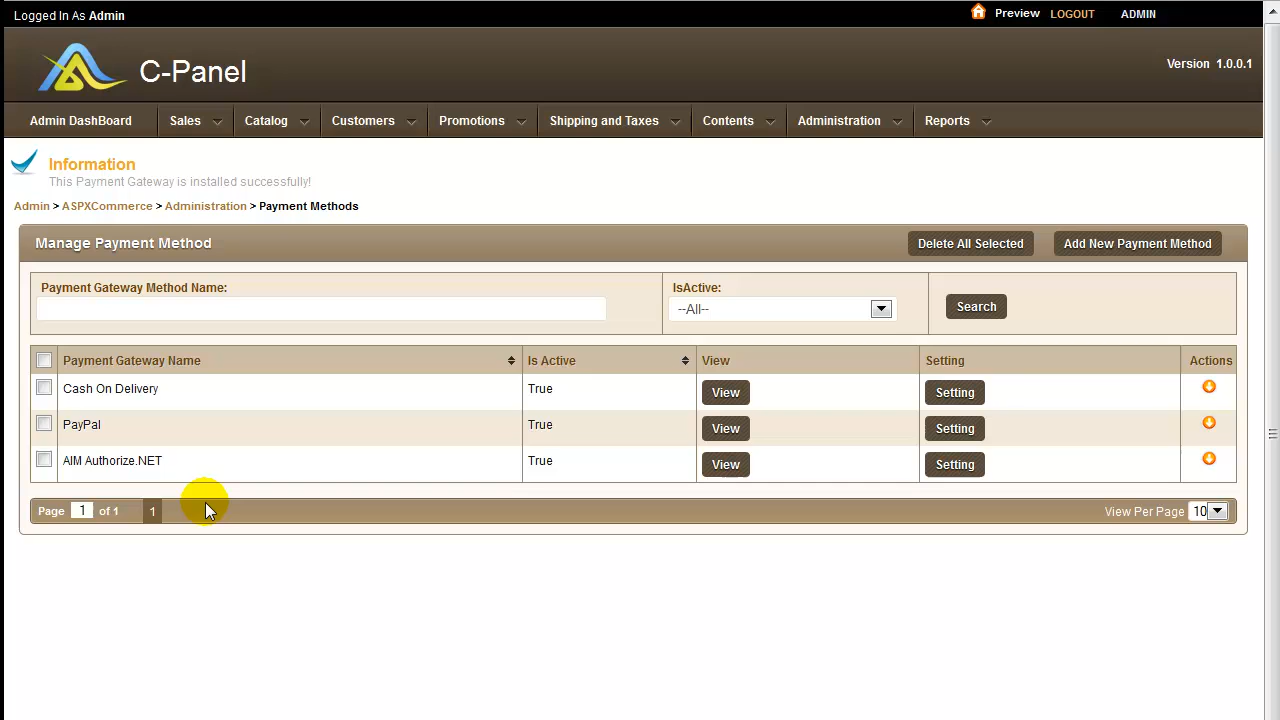 Logged In As Admin
Preview LOGOUT ADMIN
C-Panel
Version 1.0.0.1
Admin DashBoard Sales Catalog Customers Promotions Shipping and Taxes Contents Administration Reports
Information
This Payment Gateway is installed successfully!
Admin > ASPXCommerce > Administration > Payment Methods
Manage Payment Method Delete All Selected Add New Payment Method
Payment Gateway Method Name: IsActive:
--All-- Search
Payment Gateway Name Is Active View Setting Actions
Cash On Delivery True View Setting
PayPal True View Setting
AIM Authorize.NET True View Setting
Page 1 of 1 1 View Per Page 10